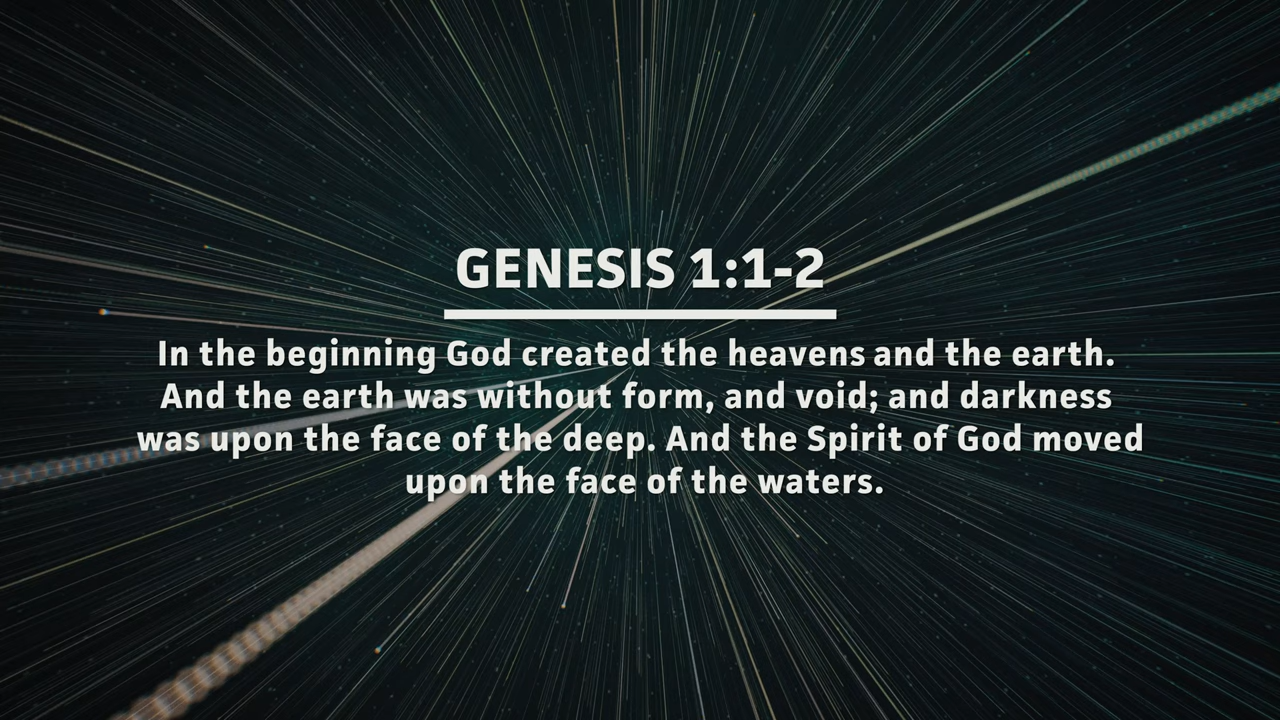 GENESIS 1:1-2
In the beginning God created the heavens and the earth.
And the earth was without form, and void; and darkness
was upon the face of the deep. And the Spirit of God moved
upon the face of the waters.